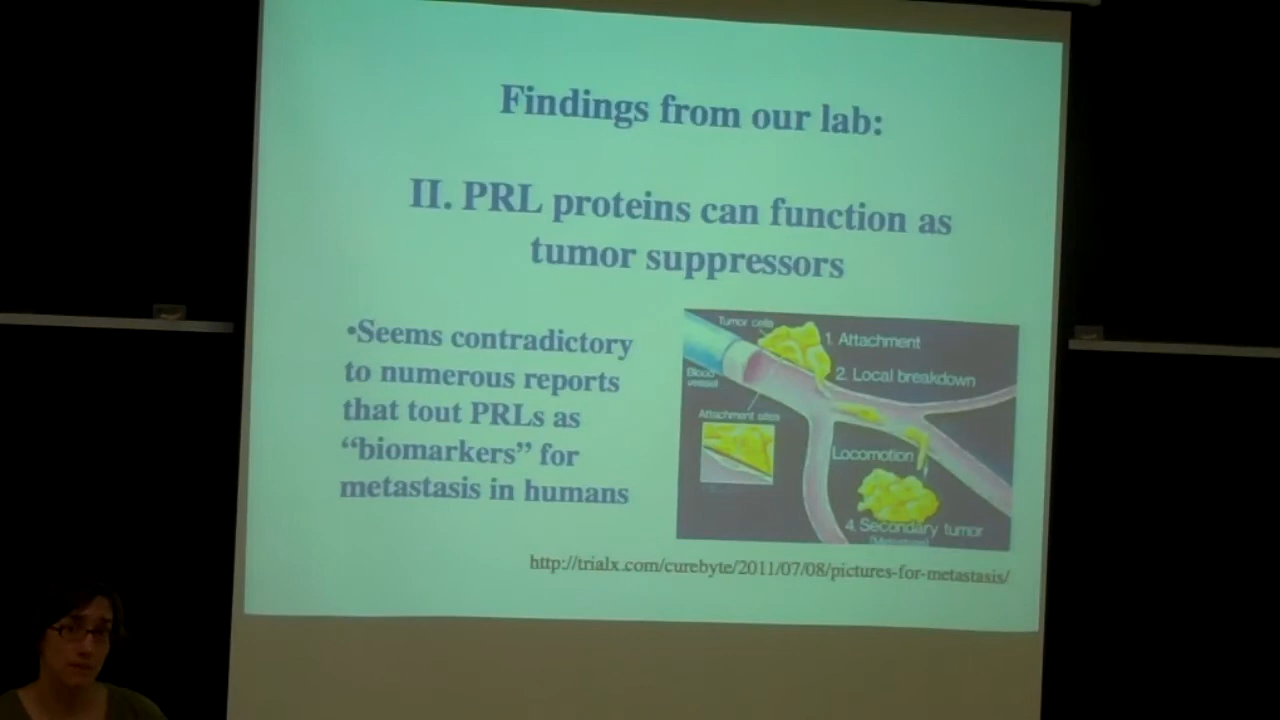 Findings from our lab:
II. PRL proteins can function as
tumor suppressors
•Seems contradictory
to numerous reports
that tout PRLs as
“biomarkers” for
metastasis in humans
Tumor cells
1. Attachment
2. Local breakdown
Blood
vessel
Attachment sites
Locomotion
4. Secondary tumor
(Metastasis)
http://trialx.com/curebyte/2011/07/08/pictures-for-metastasis/